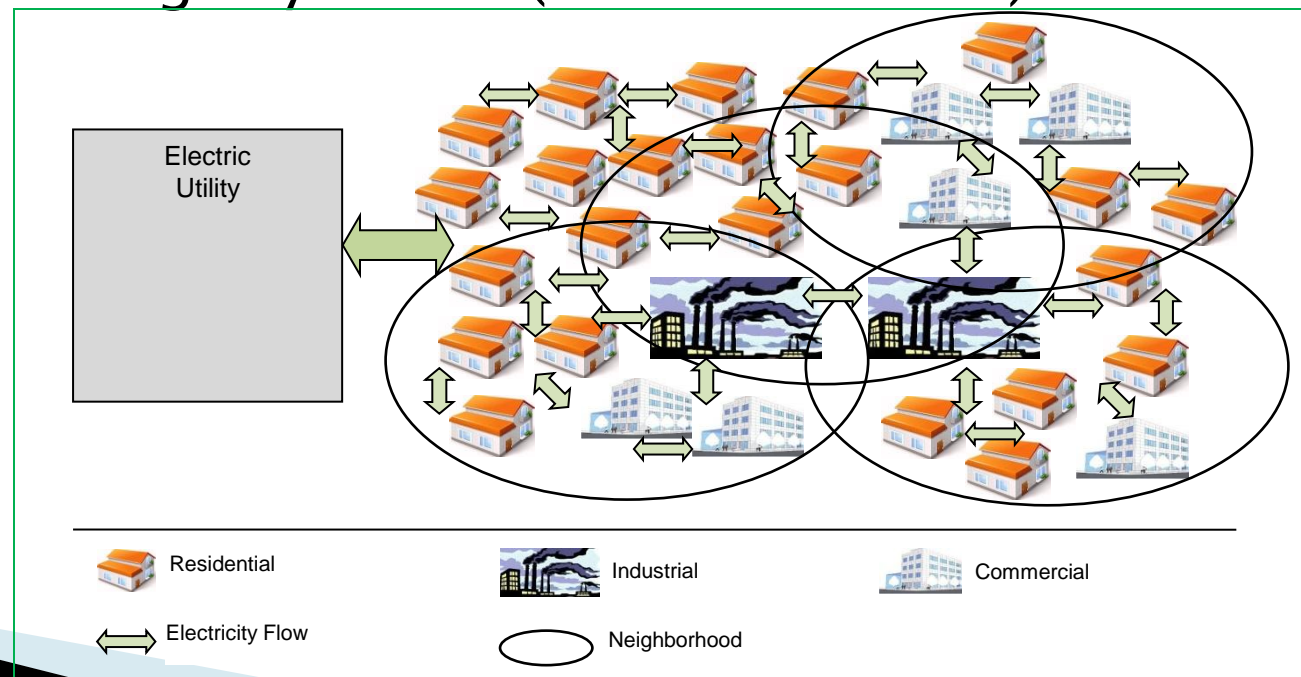 Electric
Utility
Residential
Industrial
Commercial
Electricity Flow
Neighborhood